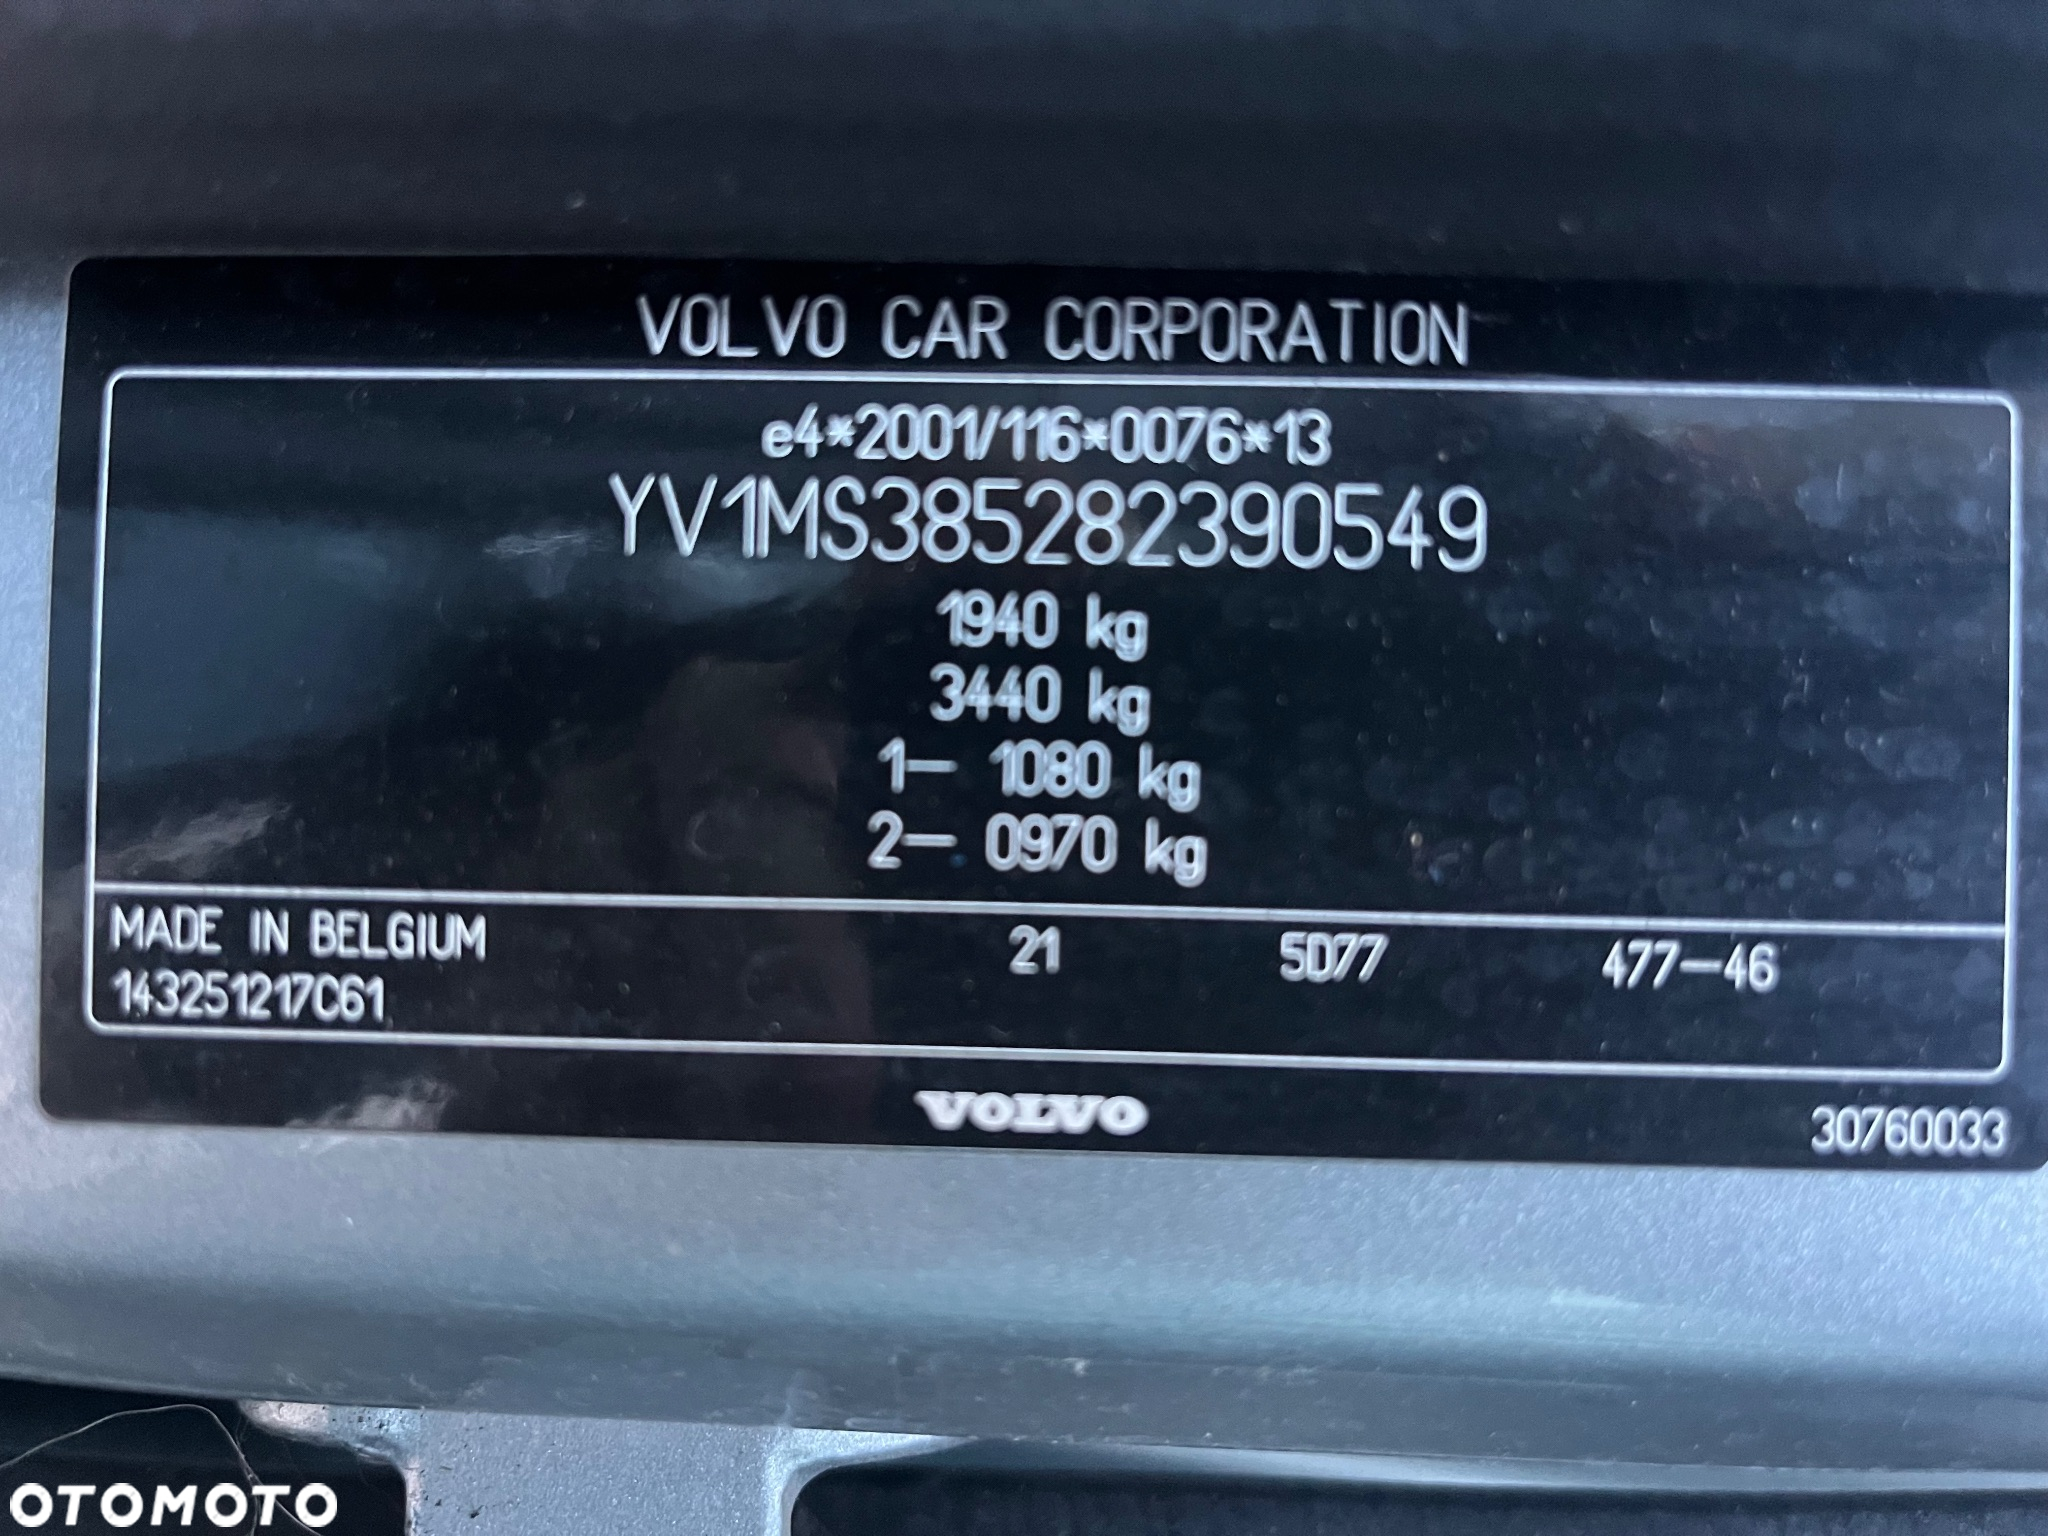 VOLVO CAR CORPORATION
e4*2001/116*0076*13
YV1MS385282390549
1940 kg
3440 kg
1- 1080 kg
2- 0970 kg
MADE IN BELGIUM 21 5D77 477-46
143251217C61
VOLVO
30760033
OTOMOTO